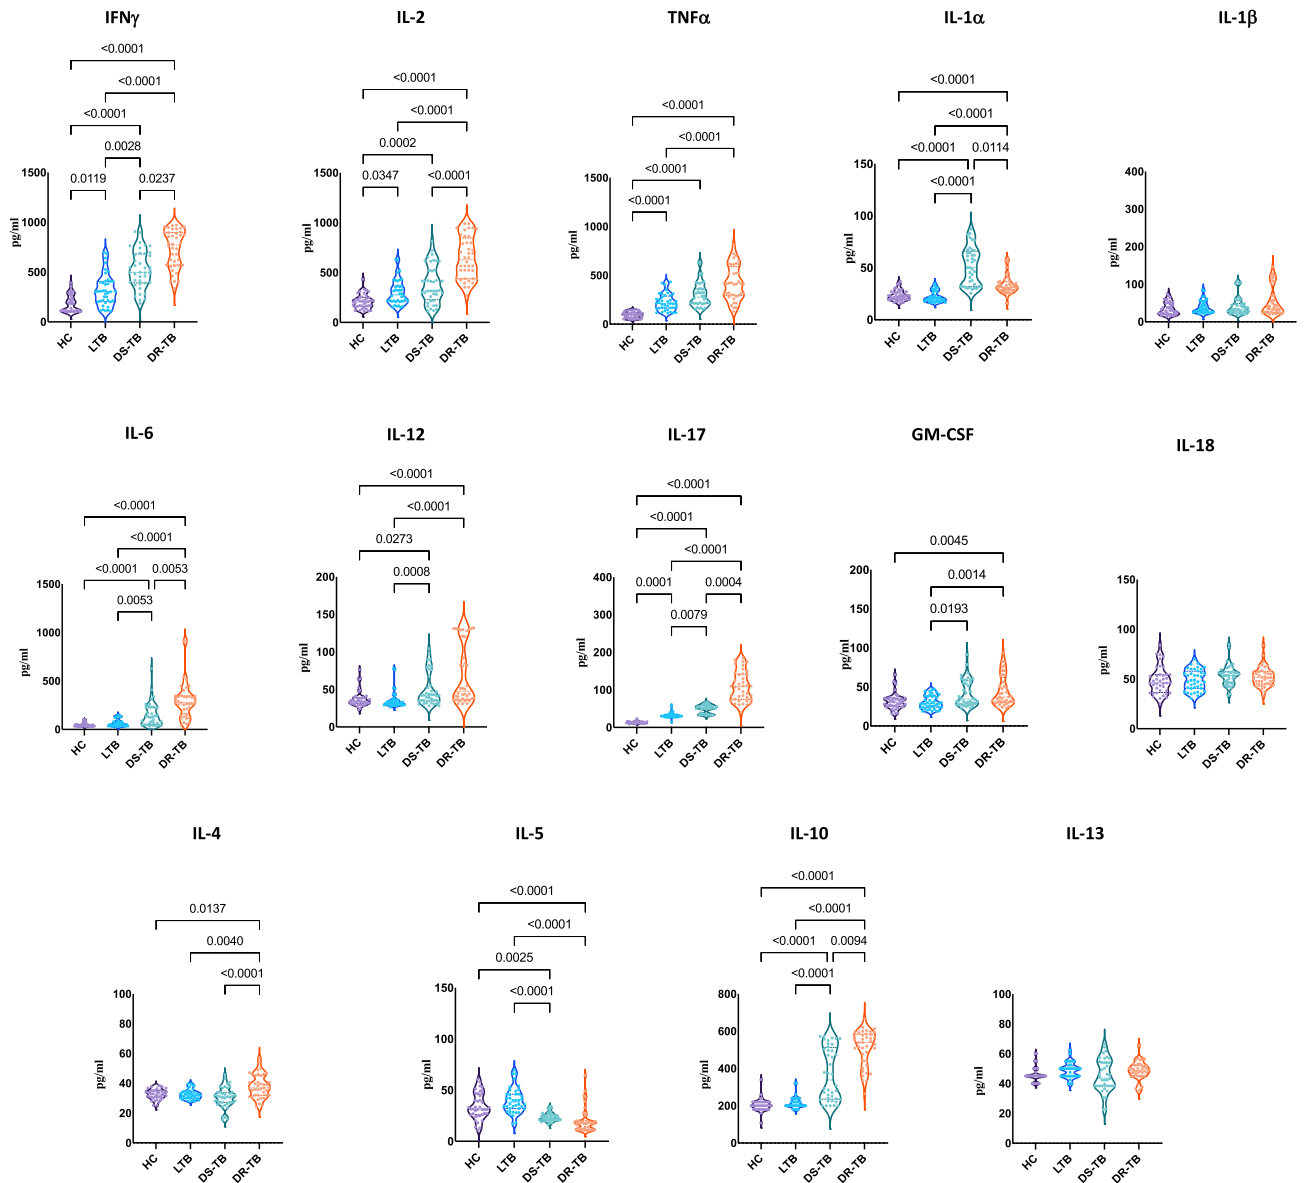 IFNγ
<0.0001
<0.0001
<0.0001
0.0028
0.0119 0.0237
1500
1000
500
0
pg/ml
HC LTB DS-TB DR-TB
IL-2
<0.0001
<0.0001
0.0002
0.0347 <0.0001
1500
1000
500
0
pg/ml
HC LTB DS-TB DR-TB
TNFα
<0.0001
<0.0001
<0.0001
<0.0001
1500
1000
500
0
pg/ml
HC LTB DS-TB DR-TB
IL-1α
<0.0001
<0.0001
<0.0001 0.0114
<0.0001
150
100
50
0
pg/ml
HC LTB DS-TB DR-TB
IL-1β
400
300
200
100
0
pg/ml
HC LTB DS-TB DR-TB
IL-6
<0.0001
<0.0001
<0.0001 0.0053
0.0053
1500
1000
500
0
pg/ml
HC LTB DS-TB DR-TB
IL-12
<0.0001
<0.0001
0.0273
0.0008
200
150
100
50
0
pg/ml
HC LTB DS-TB DR-TB
IL-17
<0.0001
<0.0001
<0.0001
0.0001 0.0004
0.0079
400
300
200
100
0
pg/ml
HC LTB DS-TB DR-TB
GM-CSF
0.0045
0.0014
0.0193
200
150
100
50
0
pg/ml
HC LTB DS-TB DR-TB
IL-18
150
100
50
0
pg/ml
HC LTB DS-TB DR-TB
IL-4
0.0137
0.0040
<0.0001
100
80
60
40
20
0
pg/ml
HC LTB DS-TB DR-TB
IL-5
<0.0001
<0.0001
0.0025
<0.0001
150
100
50
0
pg/ml
HC LTB DS-TB DR-TB
IL-10
<0.0001
<0.0001
<0.0001 0.0094
<0.0001
800
600
400
200
0
pg/ml
HC LTB DS-TB DR-TB
IL-13
100
80
60
40
20
0
pg/ml
HC LTB DS-TB DR-TB